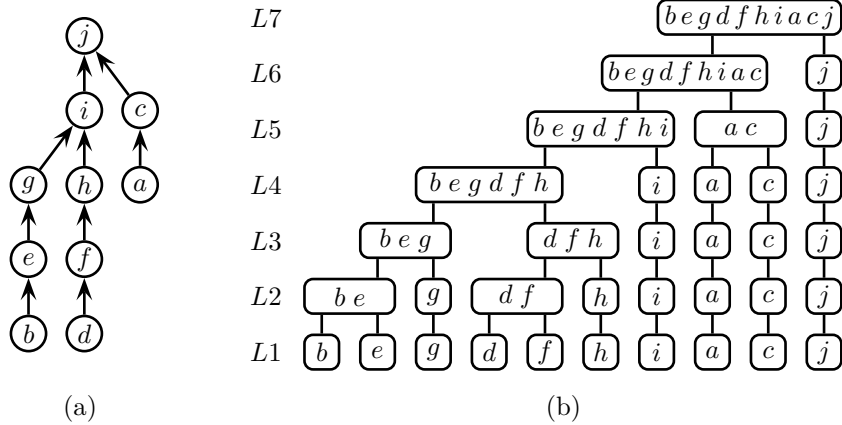 j
i c
g h a
e f
b d
(a)
L7 b e g d f h i a c j
L6 b e g d f h i a c j
L5 b e g d f h i a c j
L4 b e g d f h i a c j
L3 b e g d f h i a c j
L2 b e g d f h i a c j
L1 b e g d f h i a c j
(b)